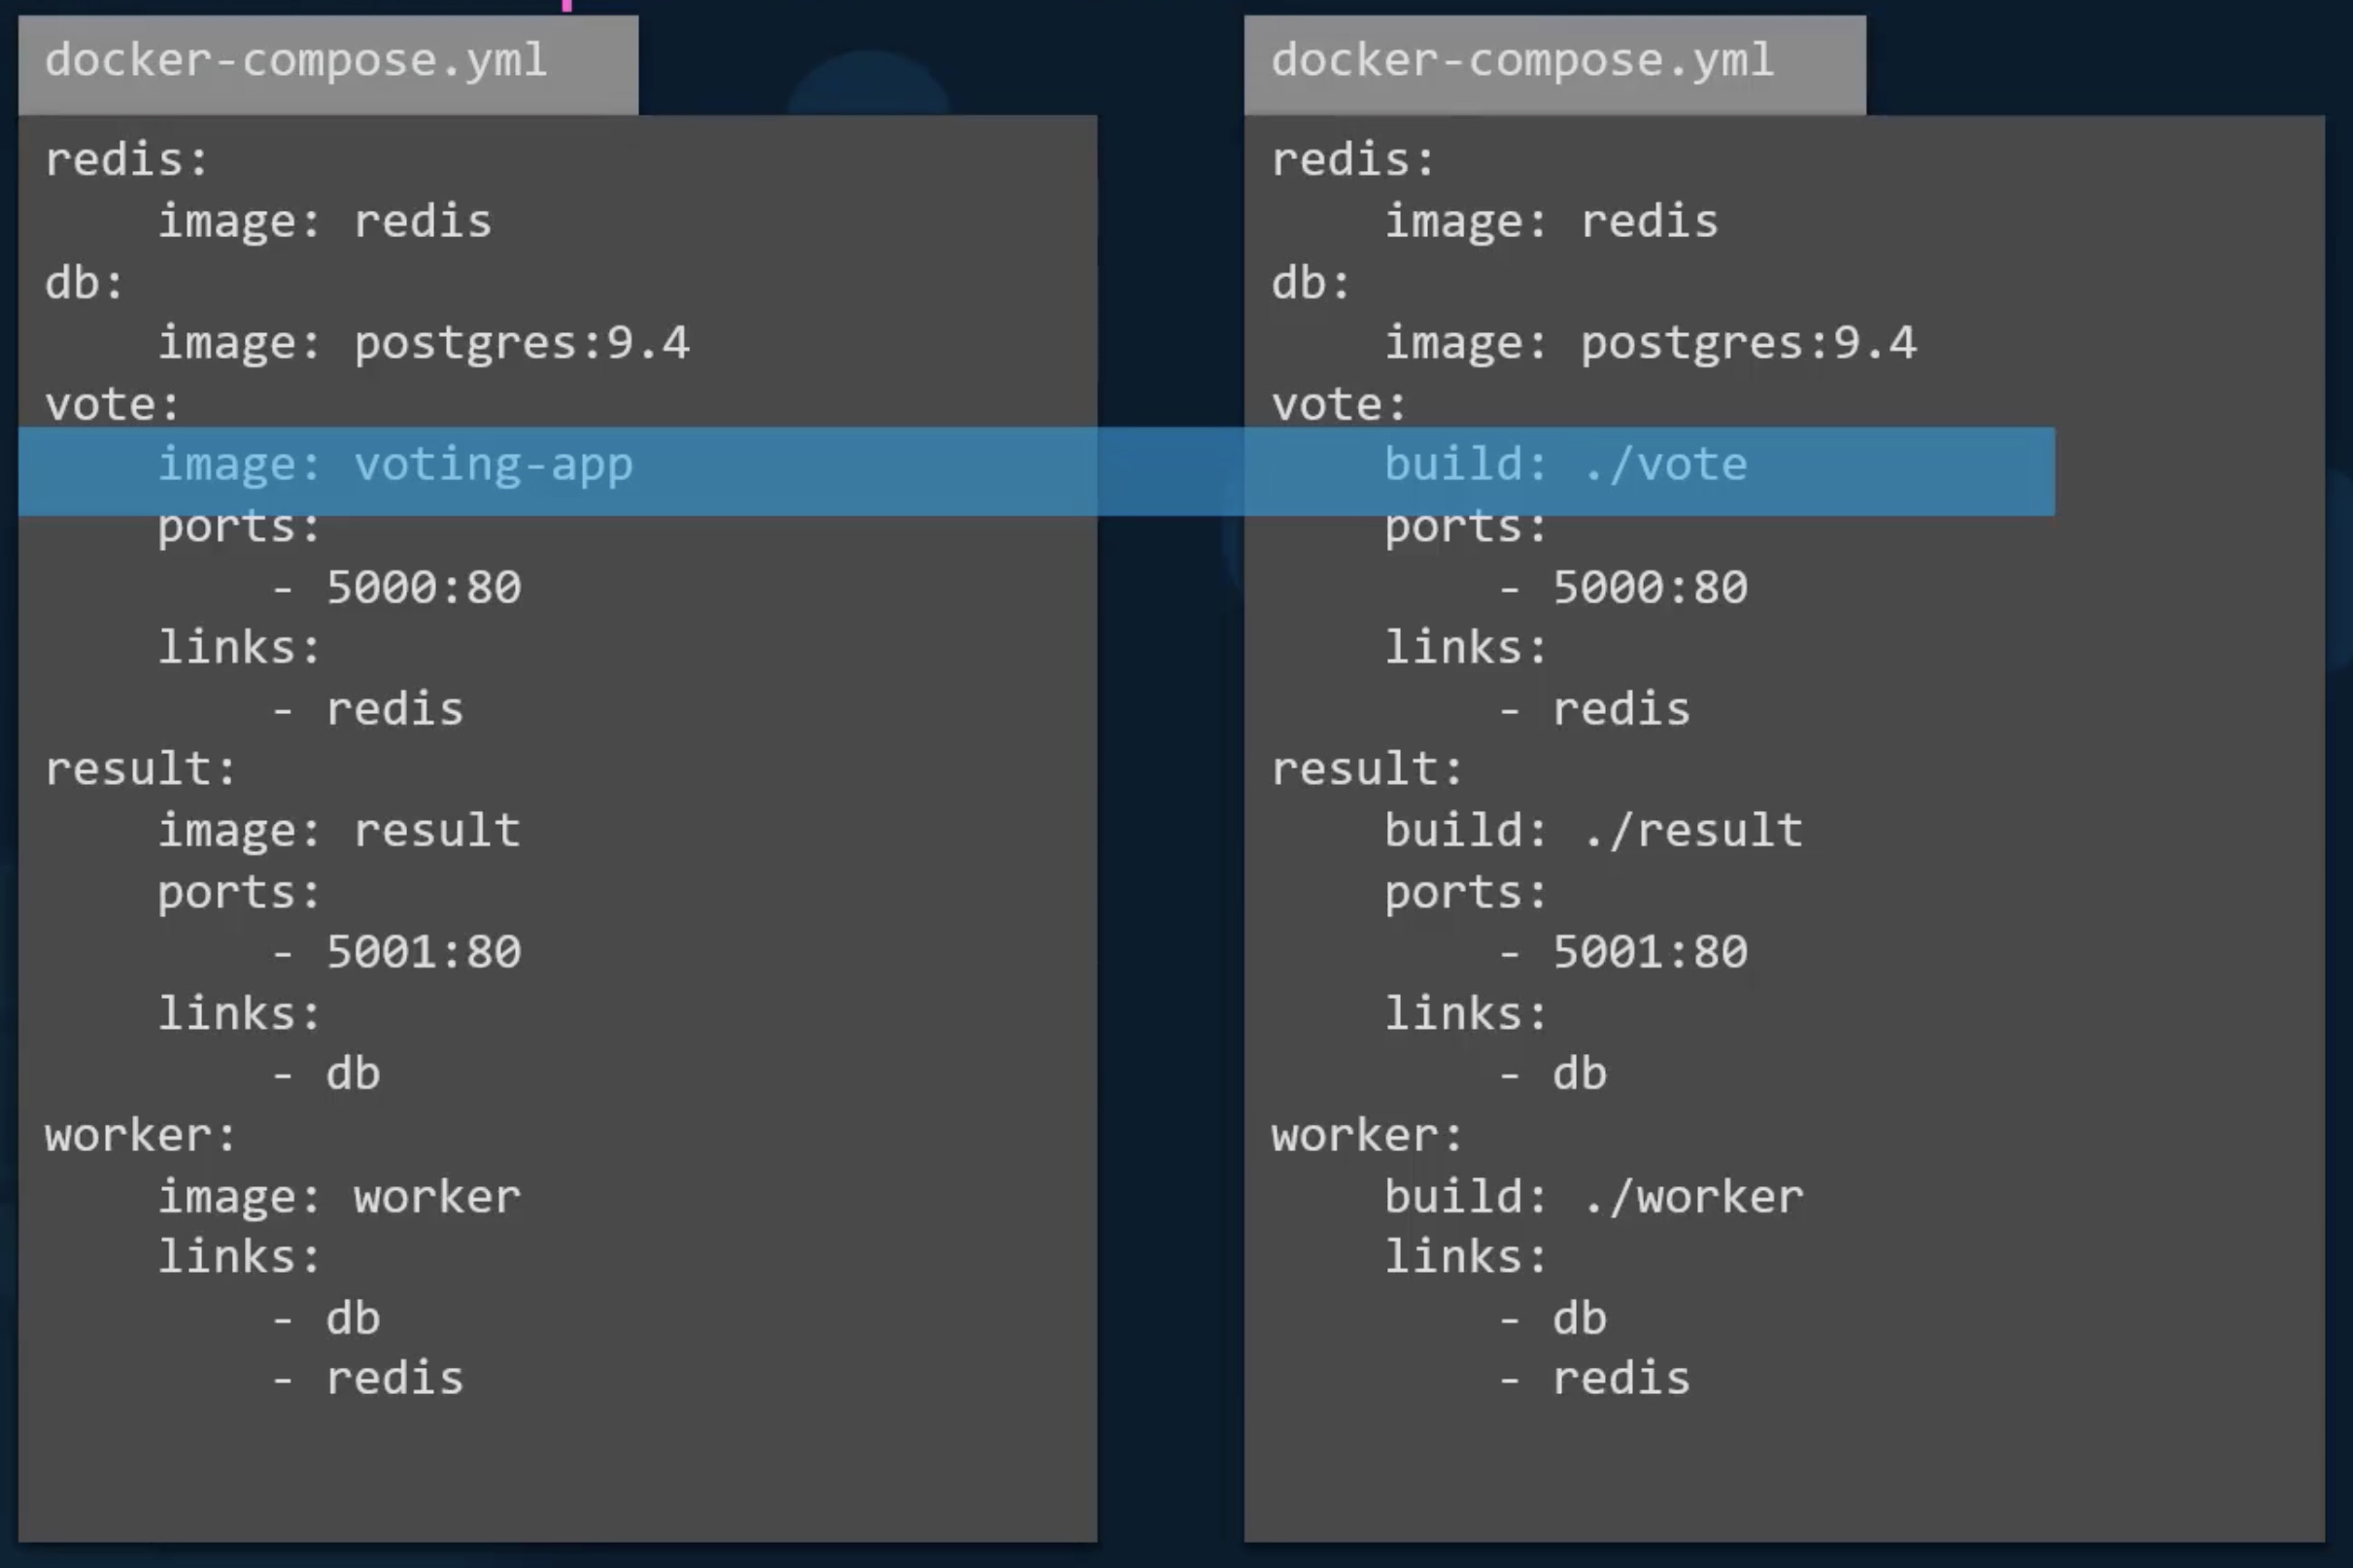 docker-compose.yml
redis:
    image: redis
db:
    image: postgres:9.4
vote:
    image: voting-app
    ports:
        - 5000:80
    links:
        - redis
result:
    image: result
    ports:
        - 5001:80
    links:
        - db
worker:
    image: worker
    links:
        - db
        - redis
docker-compose.yml
redis:
    image: redis
db:
    image: postgres:9.4
vote:
    build: ./vote
    ports:
        - 5000:80
    links:
        - redis
result:
    build: ./result
    ports:
        - 5001:80
    links:
        - db
worker:
    build: ./worker
    links:
        - db
        - redis